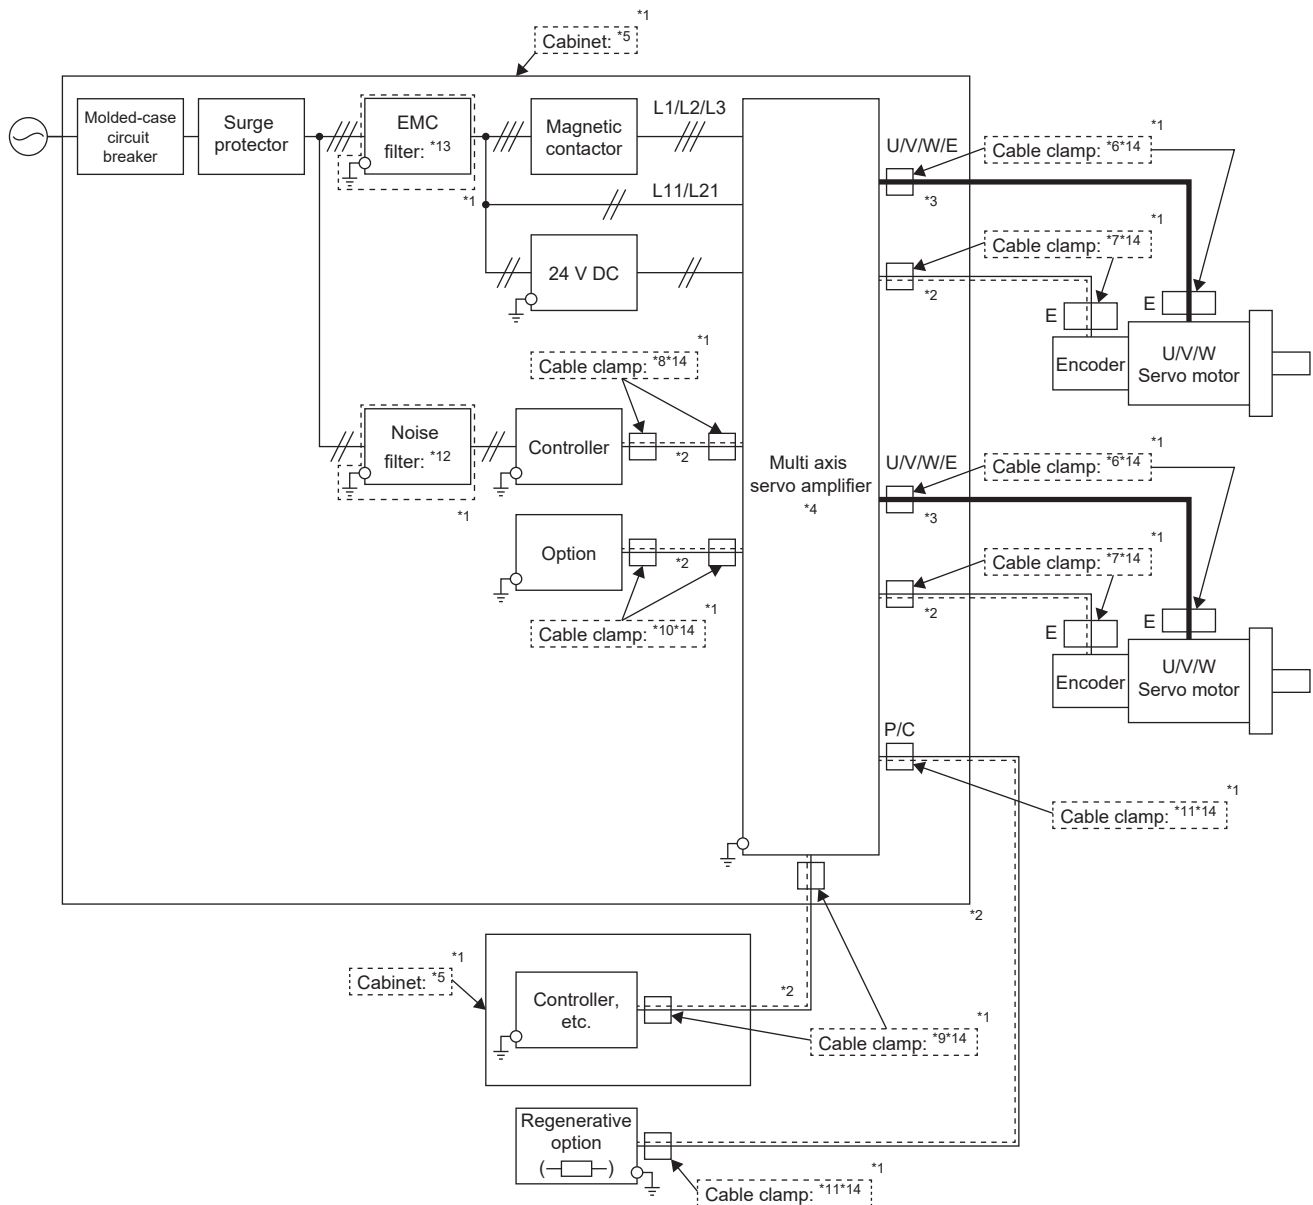 *1
Cabinet: *5
Molded-case
circuit
breaker
Surge
protector
EMC
filter: *13
*1
Magnetic
contactor
L1/L2/L3
L11/L21
24 V DC
U/V/W/E
*3
*1
Cable clamp: *6*14
*1
Cable clamp: *7*14
*2
E
E
Encoder
U/V/W
Servo motor
*1
Cable clamp: *8*14
Noise
filter: *12
*1
Controller
*2
Multi axis
servo amplifier
*4
Option
*2
*1
Cable clamp: *10*14
U/V/W/E
*3
*1
Cable clamp: *6*14
*1
Cable clamp: *7*14
*2
E
E
Encoder
U/V/W
Servo motor
P/C
*1
Cable clamp: *11*14
*2
*1
Cabinet: *5
Controller,
etc.
*2
*1
Cable clamp: *9*14
Regenerative
option
( )
*1
Cable clamp: *11*14